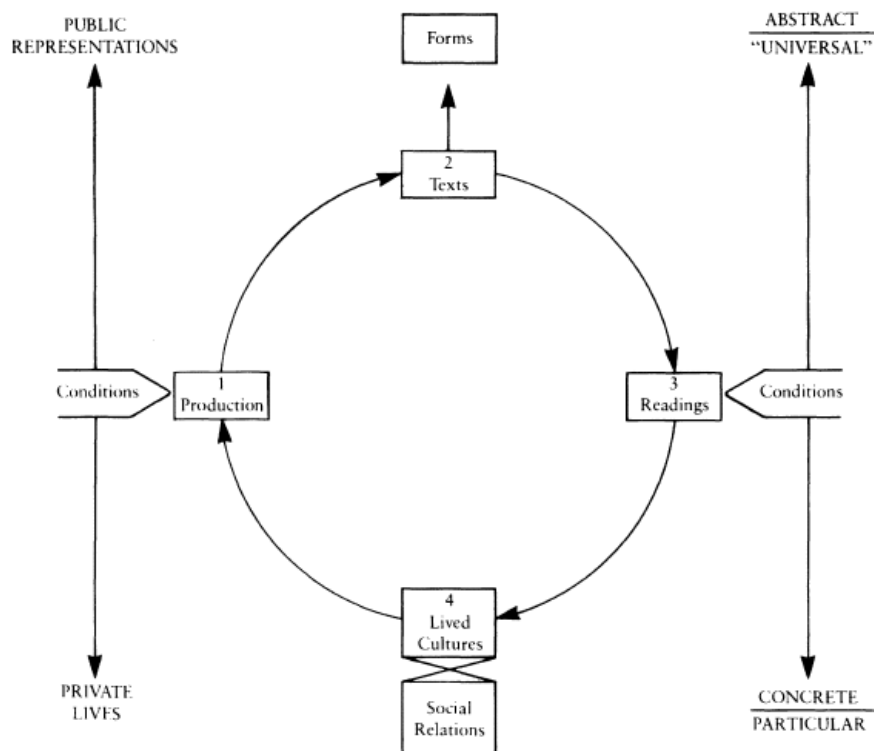 PUBLIC
REPRESENTATIONS
Forms
ABSTRACT
"UNIVERSAL"
2
Texts
Conditions
1
Production
3
Readings
Conditions
4
Lived
Cultures
PRIVATE
LIVES
Social
Relations
CONCRETE
PARTICULAR